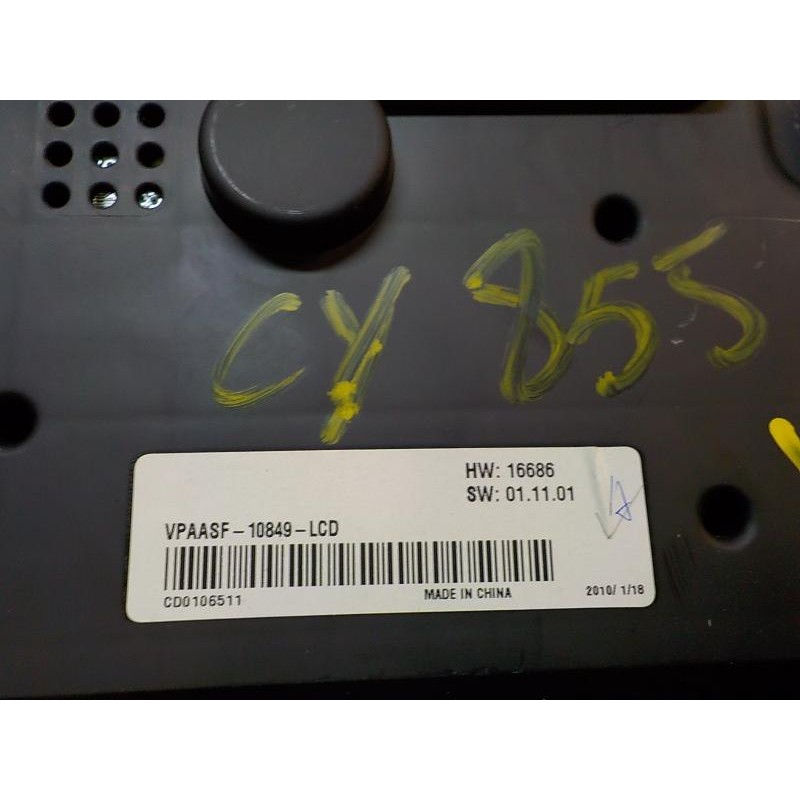 CY 855
HW: 16686
SW: 01.11.01
VPAASF-10849-LCD
CD0106511
MADE IN CHINA
2010/ 1/18